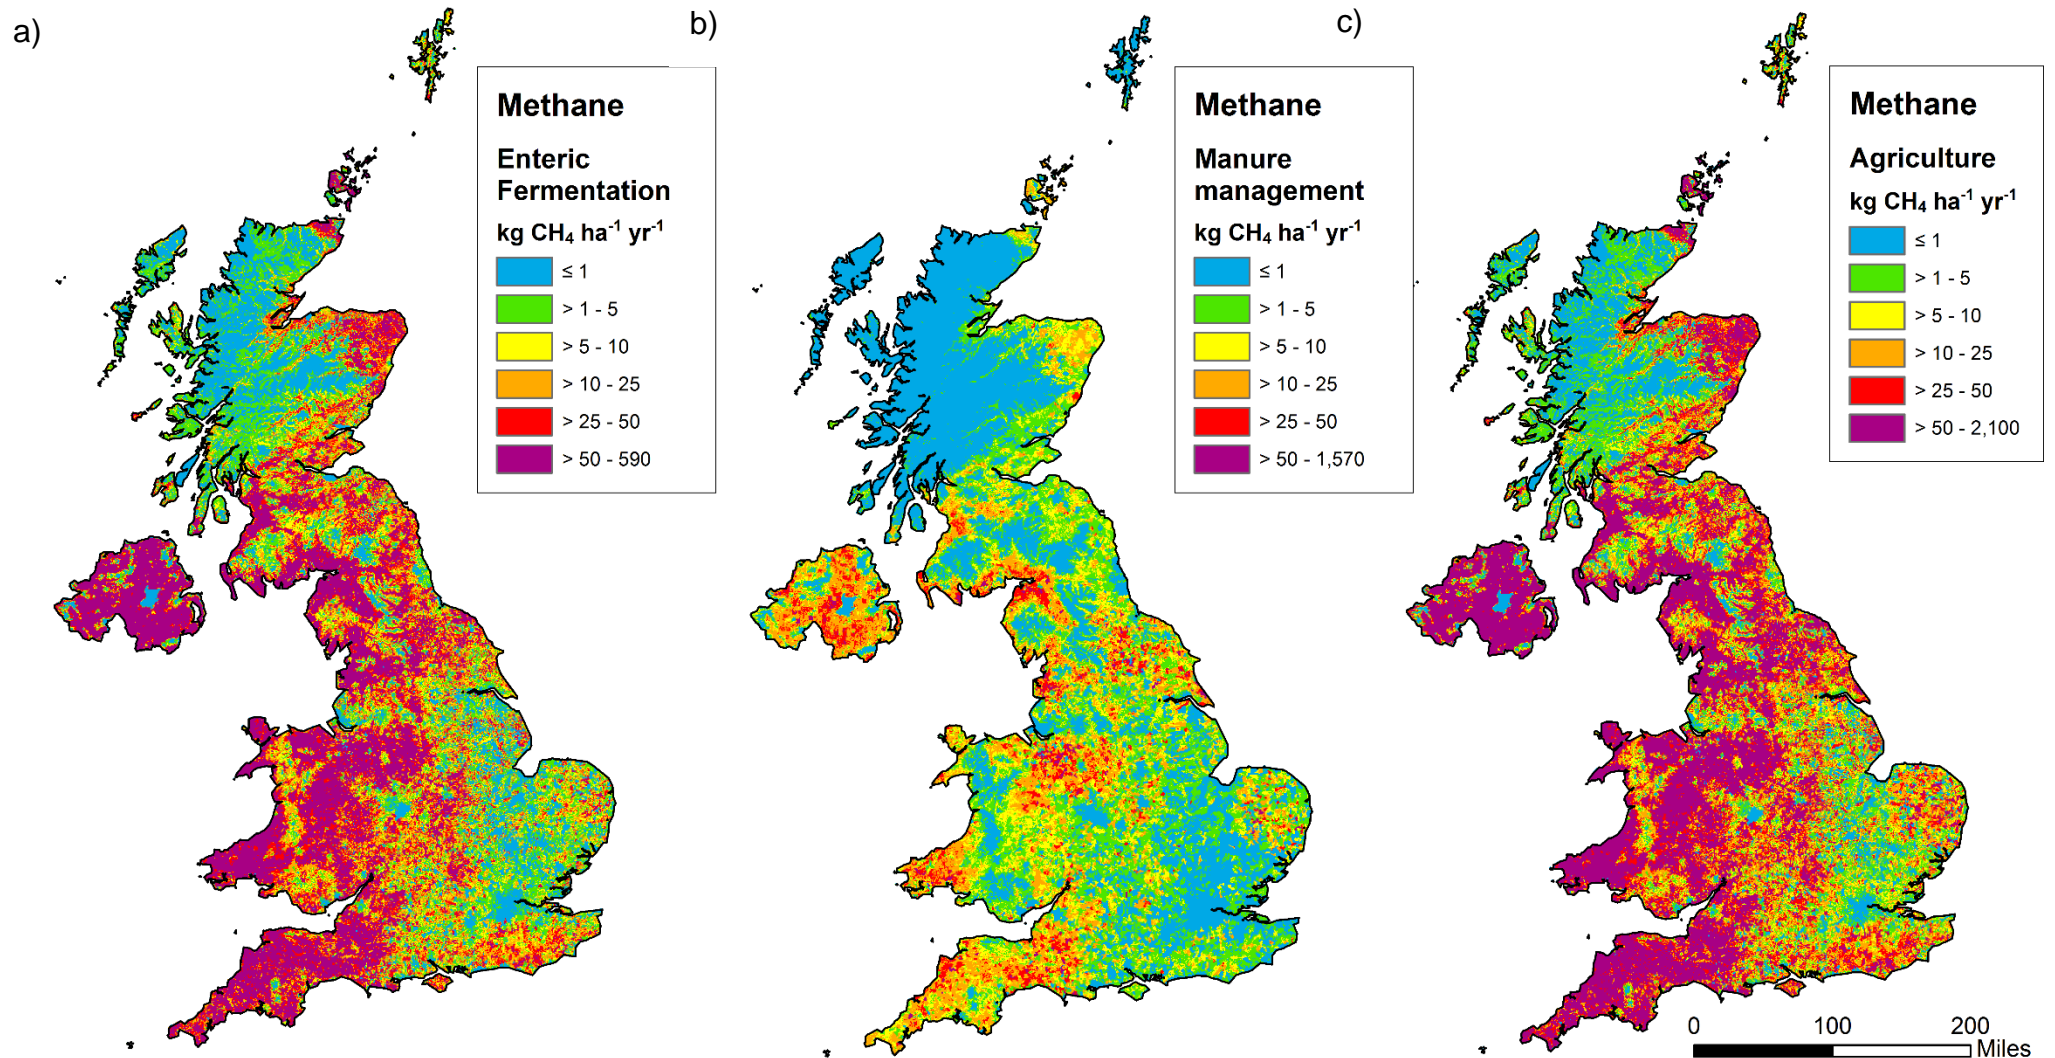 a)
Methane
Enteric
Fermentation
kg CH₄ ha⁻¹ yr⁻¹
≤ 1
> 1 - 5
> 5 - 10
> 10 - 25
> 25 - 50
> 50 - 590
b)
Methane
Manure
management
kg CH₄ ha⁻¹ yr⁻¹
≤ 1
> 1 - 5
> 5 - 10
> 10 - 25
> 25 - 50
> 50 - 1,570
c)
Methane
Agriculture
kg CH₄ ha⁻¹ yr⁻¹
≤ 1
> 1 - 5
> 5 - 10
> 10 - 25
> 25 - 50
> 50 - 2,100
0 100 200
Miles